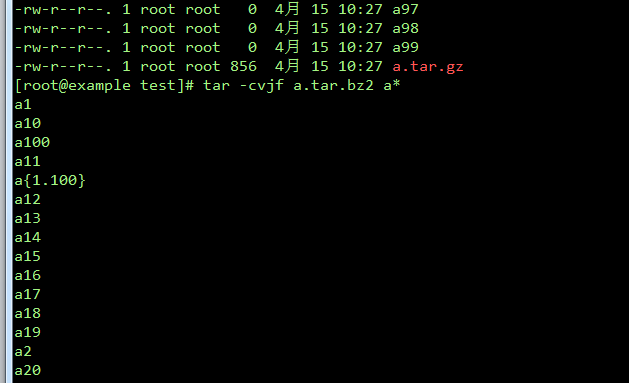 -rw-r--r--. 1 root root   0  4月 15 10:27 a97
-rw-r--r--. 1 root root   0  4月 15 10:27 a98
-rw-r--r--. 1 root root   0  4月 15 10:27 a99
-rw-r--r--. 1 root root 856  4月 15 10:27 a.tar.gz
[root@example test]# tar -cvjf a.tar.bz2 a*
a1
a10
a100
a11
a{1.100}
a12
a13
a14
a15
a16
a17
a18
a19
a2
a20